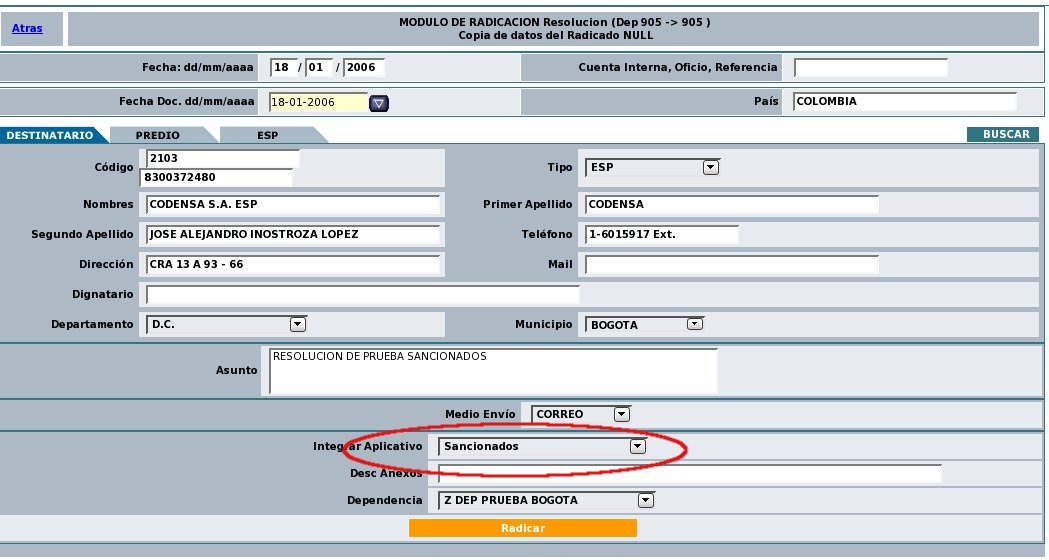 Atras
MODULO DE RADICACION Resolucion (Dep 905 -> 905 )
Copia de datos del Radicado NULL
Fecha: dd/mm/aaaa 18 / 01 / 2006 Cuenta Interna, Oficio, Referencia
Fecha Doc. dd/mm/aaaa 18-01-2006 País COLOMBIA
DESTINATARIO PREDIO ESP BUSCAR
Código 2103 Tipo ESP
8300372480
Nombres CODENSA S.A. ESP Primer Apellido CODENSA
Segundo Apellido JOSE ALEJANDRO INOSTROZA LOPEZ Teléfono 1-6015917 Ext.
Dirección CRA 13 A 93 - 66 Mail
Dignatario
Departamento D.C. Municipio BOGOTA
Asunto RESOLUCION DE PRUEBA SANCIONADOS
Medio Envío CORREO
Integrar Aplicativo Sancionados
Desc Anexos
Dependencia Z DEP PRUEBA BOGOTA
Radicar